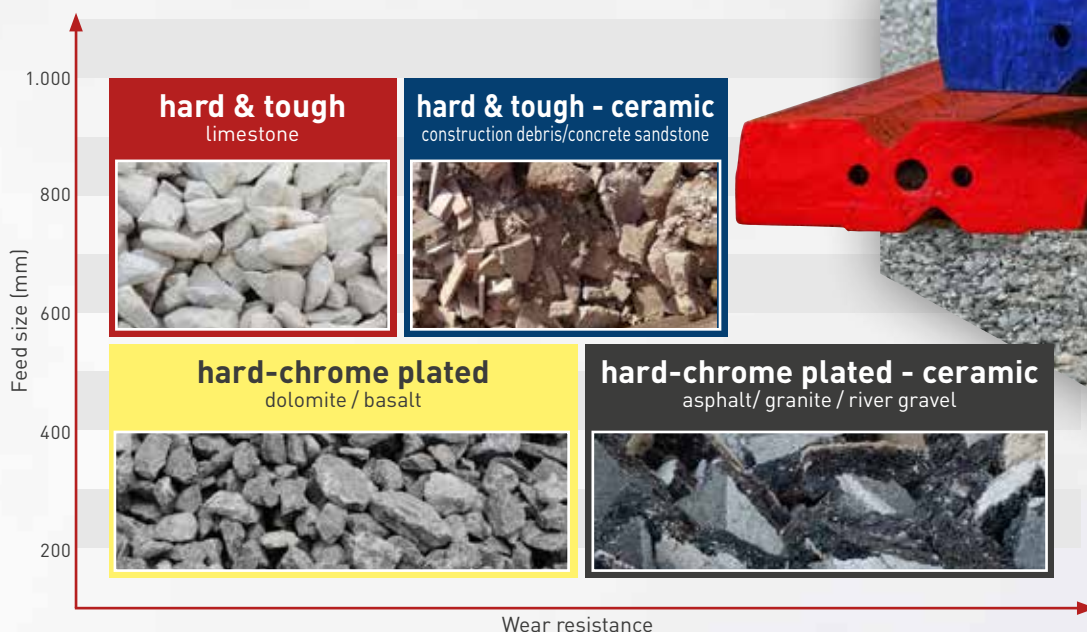 1.000
800
600
400
200
Feed size (mm)
hard & tough
limestone
hard & tough - ceramic
construction debris/concrete sandstone
hard-chrome plated
dolomite / basalt
hard-chrome plated - ceramic
asphalt/ granite / river gravel
Wear resistance